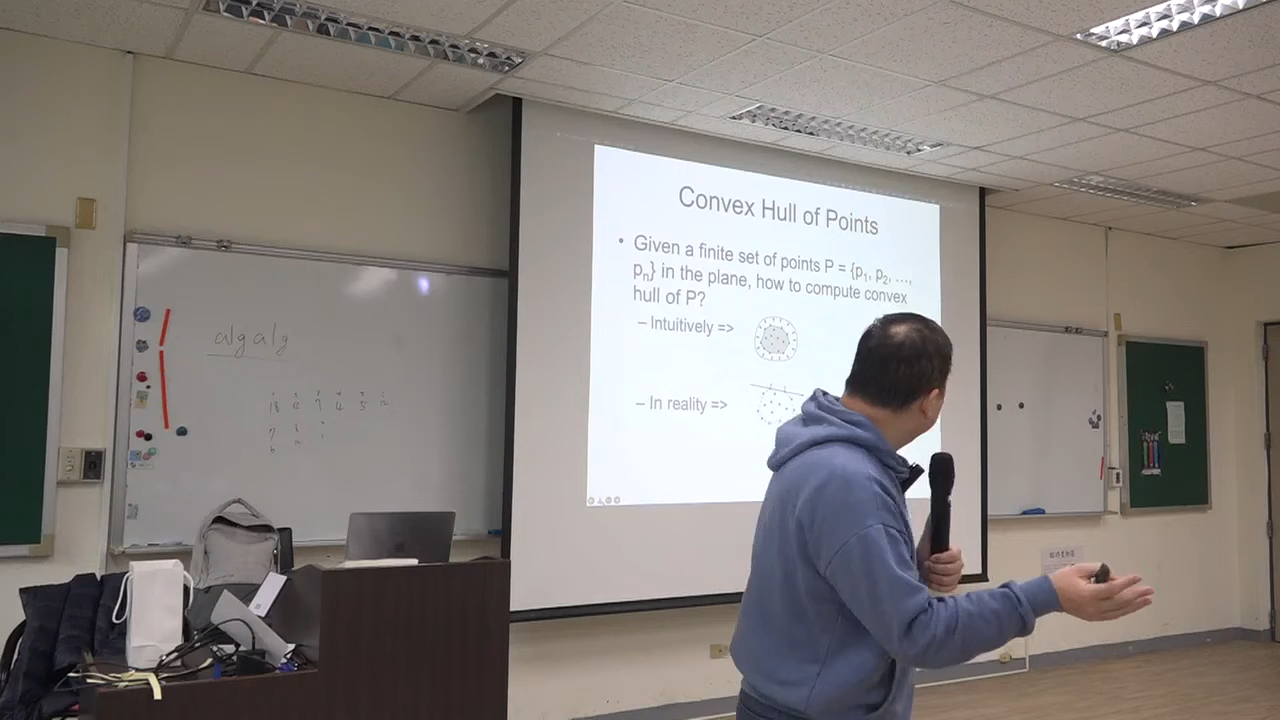 Convex Hull of Points
• Given a finite set of points P = {p₁, p₂, …,
pₙ} in the plane, how to compute convex
hull of P?
– Intuitively =>
– In reality =>
algalg